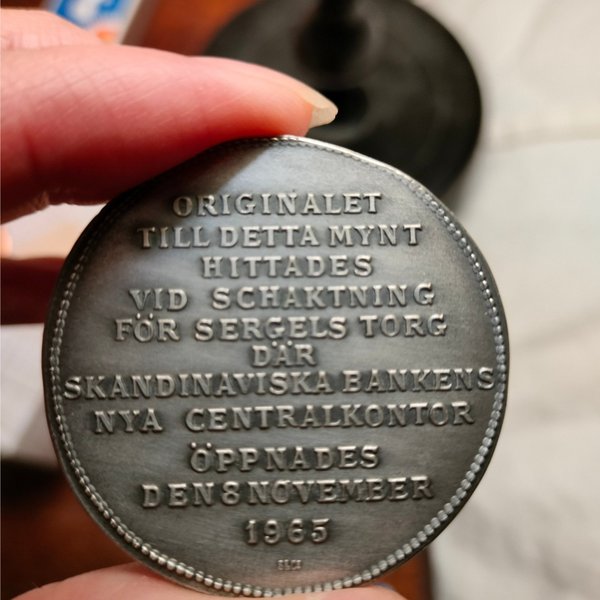 ORIGINALET
TILL DETTA MYNT
HITTADES
VID SCHAKTNING
FÖR SERGELS TORG
DÄR
SKANDINAVISKA BANKENS
NYA CENTRALKONTOR
ÖPPNADES
DEN 8 NOVEMBER
1965